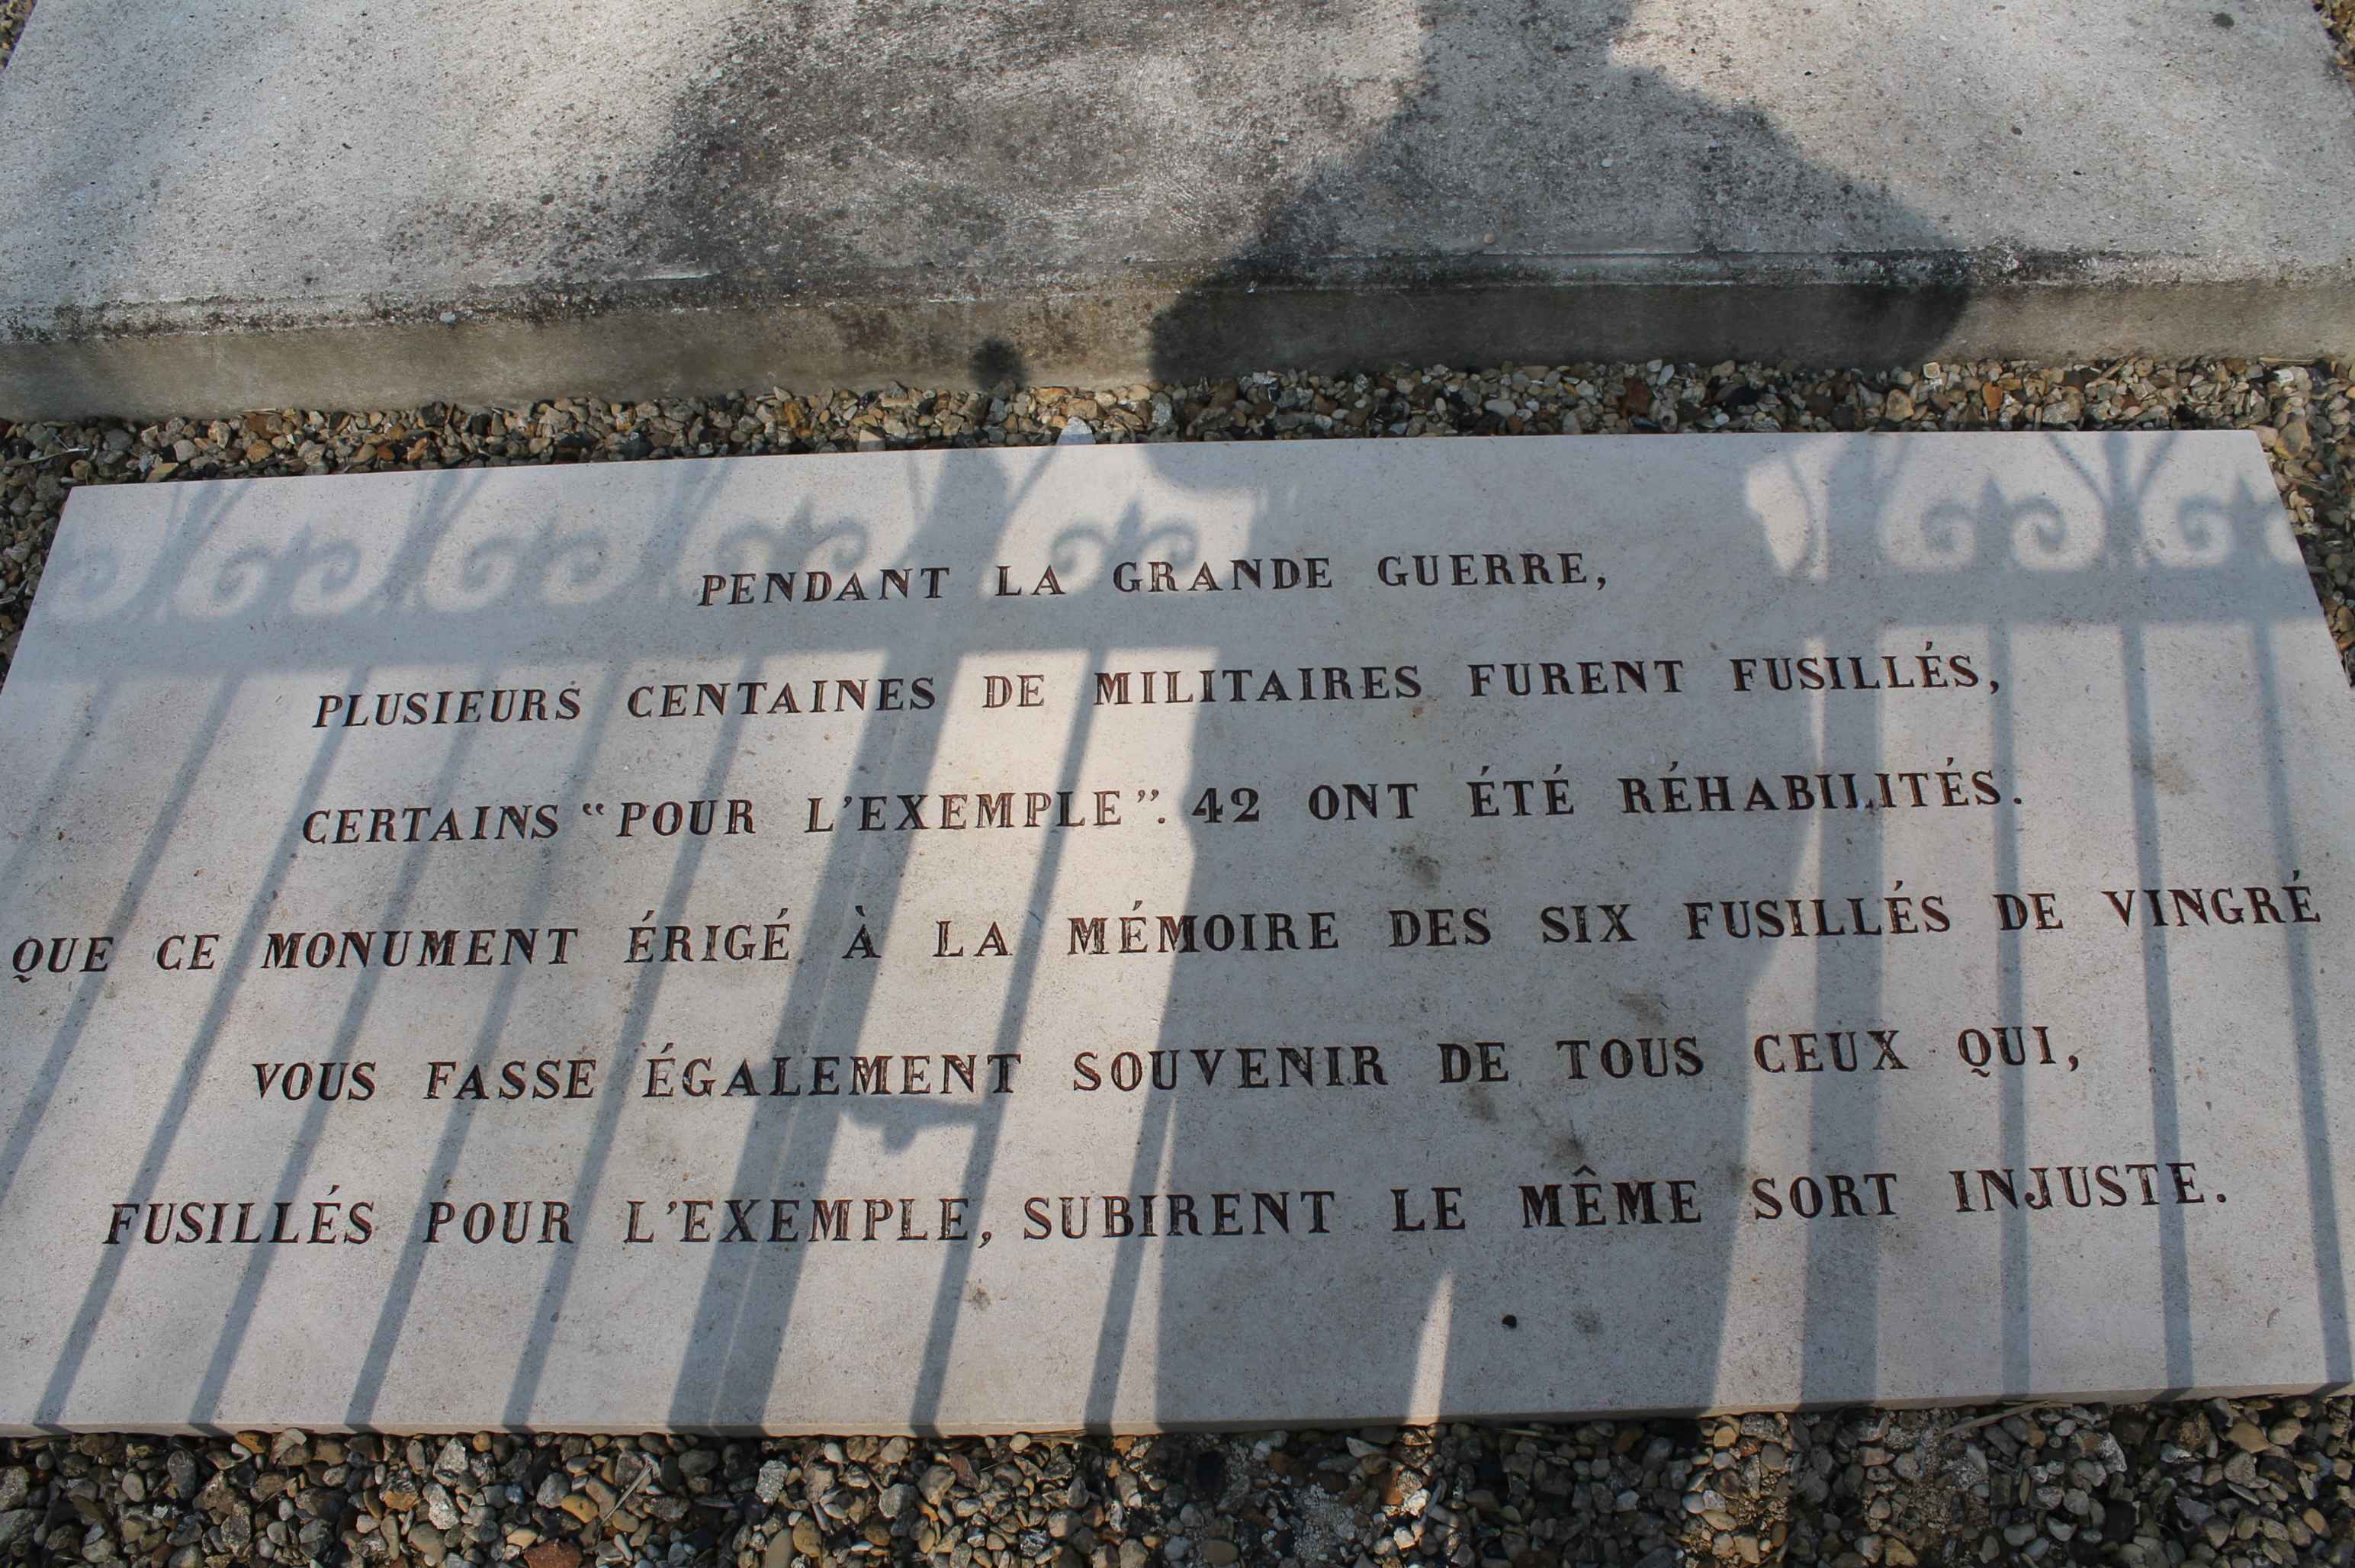 PENDANT LA GRANDE GUERRE,
PLUSIEURS CENTAINES DE MILITAIRES FURENT FUSILLÉS,
CERTAINS “POUR L'EXEMPLE”. 42 ONT ÉTÉ RÉHABILITÉS.
QUE CE MONUMENT ÉRIGÉ À LA MÉMOIRE DES SIX FUSILLÉS DE VINGRÉ
VOUS FASSE ÉGALEMENT SOUVENIR DE TOUS CEUX QUI,
FUSILLÉS POUR L'EXEMPLE, SUBIRENT LE MÊME SORT INJUSTE.